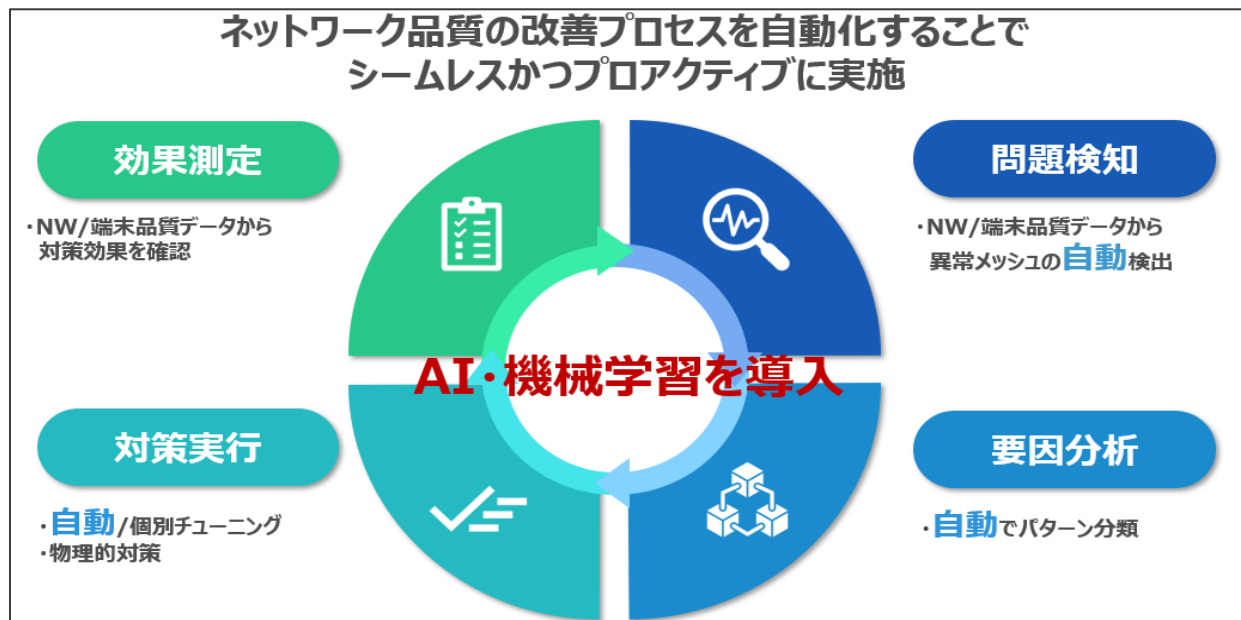 ネットワーク品質の改善プロセスを自動化することで
シームレスかつプロアクティブに実施
効果測定
・NW/端末品質データから
対策効果を確認
問題検知
・NW/端末品質データから
異常メッシュの自動検出
AI・機械学習を導入
対策実行
・自動/個別チューニング
・物理的対策
要因分析
・自動でパターン分類